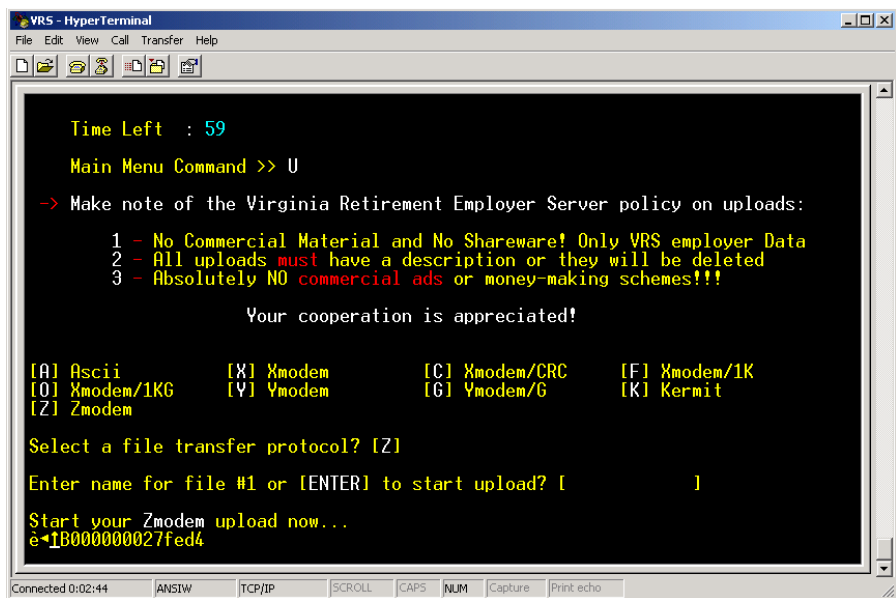 VRS - HyperTerminal
File Edit View Call Transfer Help
Time Left : 59
Main Menu Command >> U
-> Make note of the Virginia Retirement Employer Server policy on uploads:
1 - No Commercial Material and No Shareware! Only VRS employer Data
2 - All uploads must have a description or they will be deleted
3 - Absolutely NO commercial ads or money-making schemes!!!
Your cooperation is appreciated!
[A] Ascii [X] Xmodem [C] Xmodem/CRC [F] Xmodem/1K
[O] Xmodem/1KG [Y] Ymodem [G] Ymodem/G [K] Kermit
[Z] Zmodem
Select a file transfer protocol? [Z]
Enter name for file #1 or [ENTER] to start upload? [ ]
Start your Zmodem upload now...
è◄↑B000000027fed4
Connected 0:02:44 ANSIW TCP/IP SCROLL CAPS NUM Capture Print echo